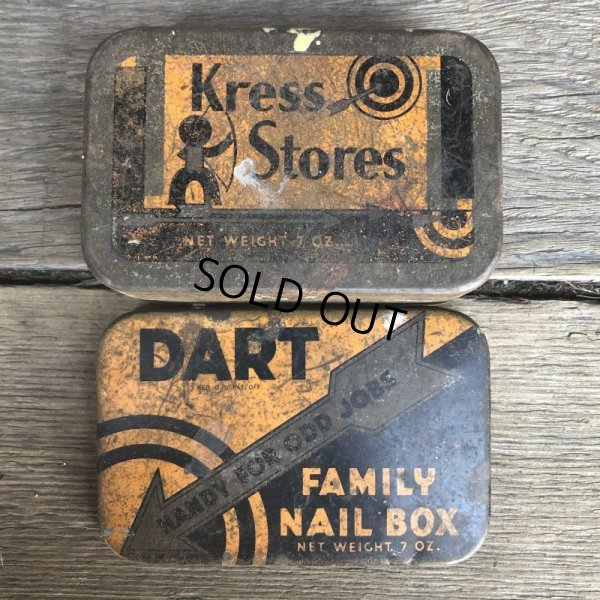 Kress
Stores
NET WEIGHT 7 OZ.
SOLD OUT
DART
REG. U.S. PAT. OFF.
HANDY FOR ODD JOBS
FAMILY
NAIL BOX
NET WEIGHT 7 OZ.